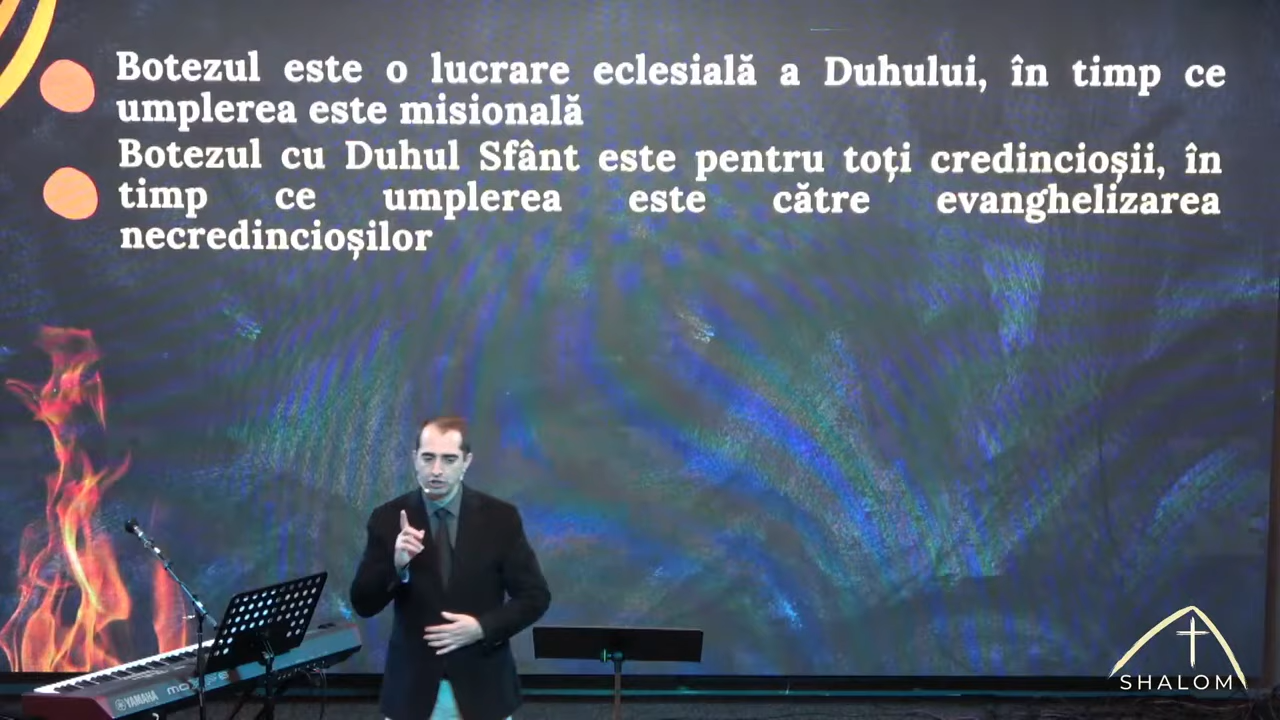 Botezul este o lucrare eclesială a Duhului, în timp ce
umplerea este misională
Botezul cu Duhul Sfânt este pentru toți credincioșii, în
timp ce umplerea este către evanghelizarea
necredincioșilor
YAMAHA
SHALOM